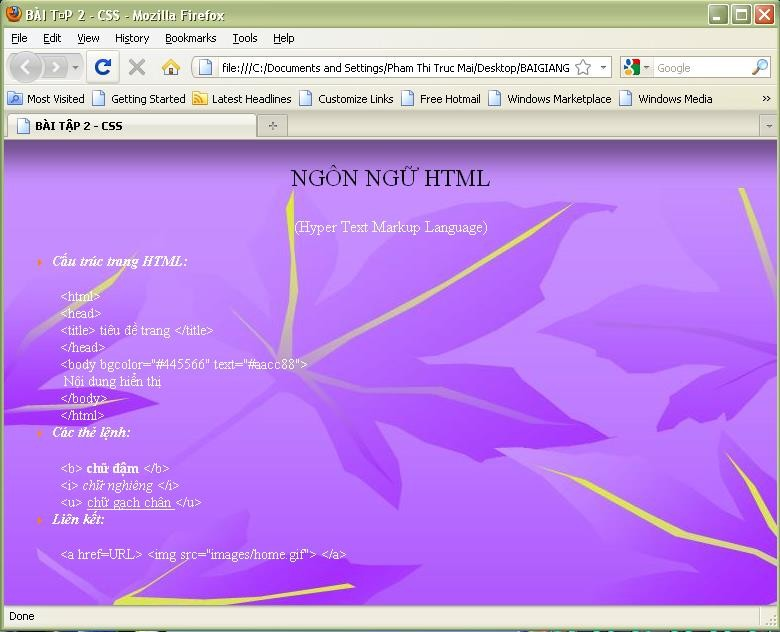 BÀI T¤P 2 - CSS - Mozilla Firefox
File Edit View History Bookmarks Tools Help
file:///C:/Documents and Settings/Pham Thi Truc Mai/Desktop/BAIGIANG
Google
Most Visited Getting Started Latest Headlines Customize Links Free Hotmail Windows Marketplace Windows Media »
BÀI TẬP 2 - CSS
NGÔN NGỮ HTML
(Hyper Text Markup Language)
Cấu trúc trang HTML:
<html>
<head>
<title> tiêu đề trang </title>
</head>
<body bgcolor="#445566" text="#aacc88">
Nội dung hiển thi
</body>
</html>
Các thẻ lệnh:
<b> chữ đậm </b>
<i> chữ nghiêng </i>
<u> chữ gạch chân </u>
Liên kết:
<a href=URL> <img src="images/home.gif"> </a>
Done